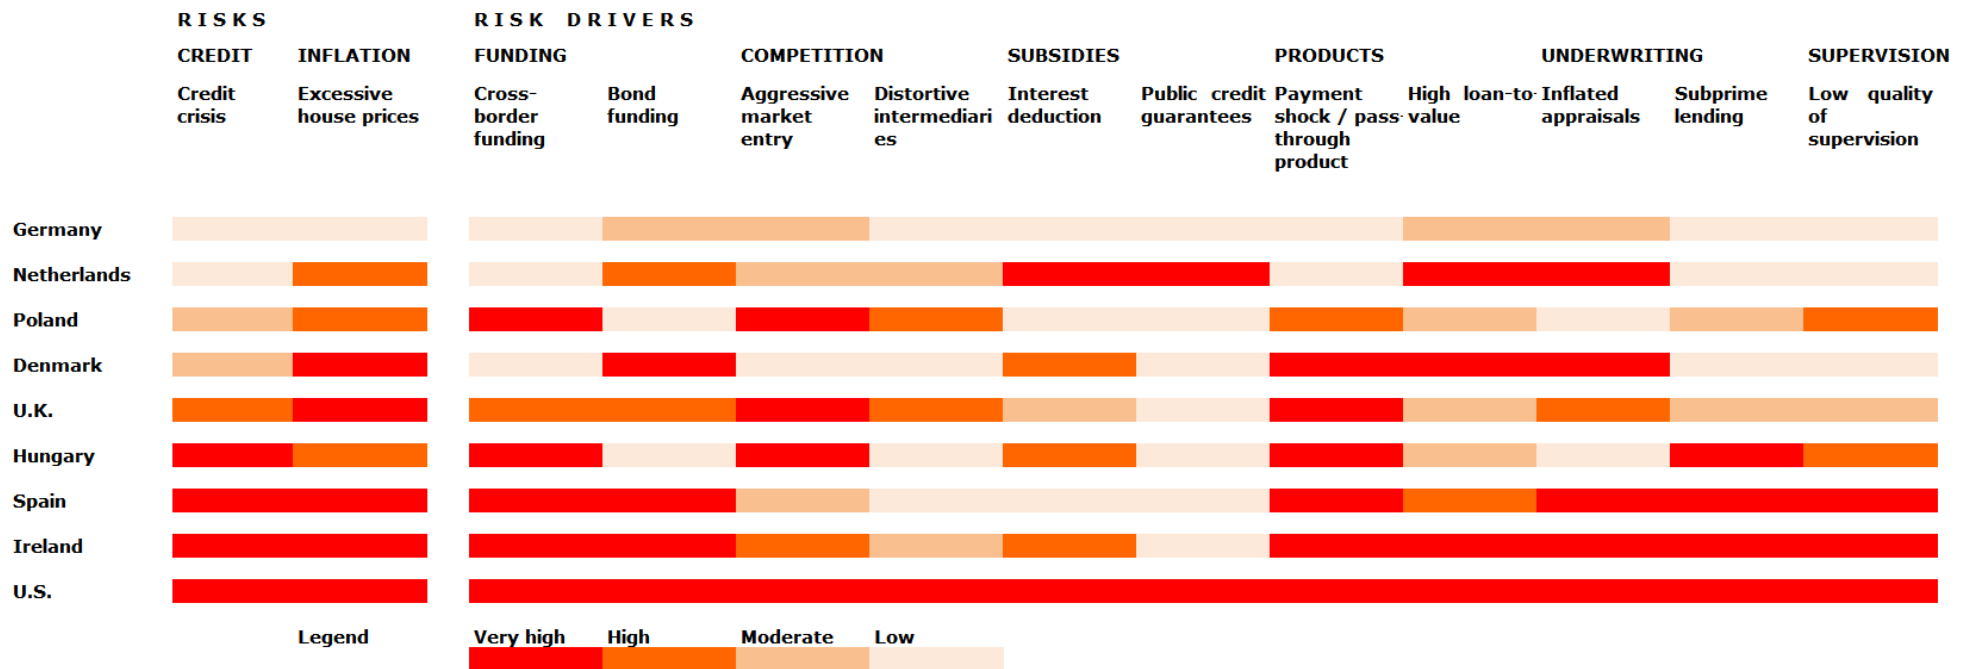 RISKS RISK DRIVERS
CREDIT INFLATION FUNDING COMPETITION SUBSIDIES PRODUCTS UNDERWRITING SUPERVISION
Credit Excessive Cross- Bond Aggressive Distortive Interest Public credit Payment High loan-to- Inflated Subprime Low quality
crisis house prices border funding market intermediari deduction guarantees shock / pass- value appraisals lending of
funding entry es through supervision
product
Germany
Netherlands
Poland
Denmark
U.K.
Hungary
Spain
Ireland
U.S.
Legend Very high High Moderate Low